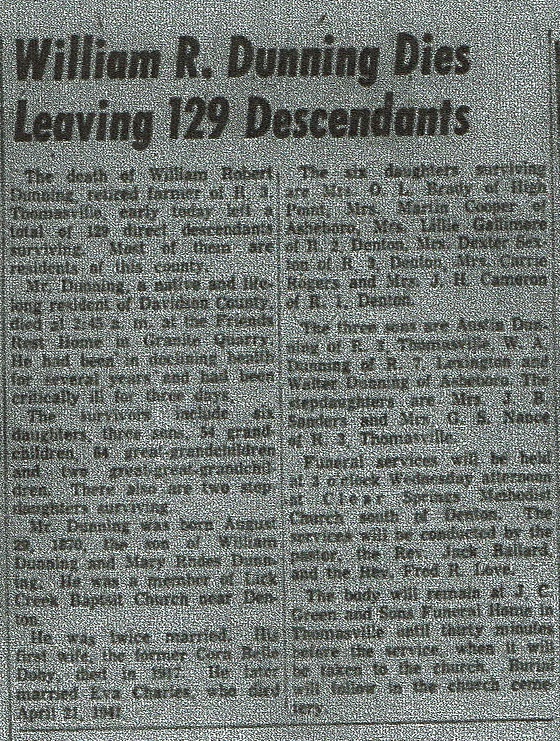 William R. Dunning Dies
Leaving 129 Descendants
The death of William Robert
Dunning retired farmer of R. 3,
Thomasville, early today left a
total of 129 direct descendants
surviving. Most of them are
residents of this county.
Mr. Dunning, a native and life-
long resident of Davidson County,
died at 2:45 a. m. at the Friends
Rest Home in Granite Quarry.
He had been in declining health
for several years and had been
critically ill for three days.
The survivors include six
daughters, three sons, grand-
children, 64 great-grandchildren
and two great-great-grandchil-
dren. There also are two step
daughters surviving.
Mr. Dunning was born August
1870, the son of William
Dunning and Mary Dunn-
ing. He was a member of Lick
Creek Baptist Church near Den-
ton.
He was twice married. His
first wife, the former Cora Belle
Doby, died in He later
married Eva Charles, who died
April
The six daughters surviving
are Mrs. O. L. Brady of High
Point, Mrs. Martin of
Asheboro, Mrs. Lillie Gallimore
of R. 2, Denton, Mrs. Dexter Sex-
ton of R. Denton, Mrs. Carrie
Rogers and Mrs. J. H. Cameron
of R. 1, Denton.
The three sons are Austin Dun-
ning of R. 3, Thomasville, W. A.
Dunning of R. 7, Lexington and
Walter Dunning of Asheboro. The
stepdaughters are Mrs. J. B.
Sanders and Mrs. G. S. Nance
of R. 3, Thomasville.
Funeral services will be held
at o'clock Wednesday afternoon
at Clear Springs Methodist
Church south of Denton. The
services will be conducted by the
pastor, the Rev. Jack Ballard,
and the Rev. Fred R. Love.
The body will remain at J. C.
Green and Sons Funeral Home in
Thomasville until thirty minutes
before the service, when it will
be taken to the church. Burial
will follow in the church ceme-
tery.